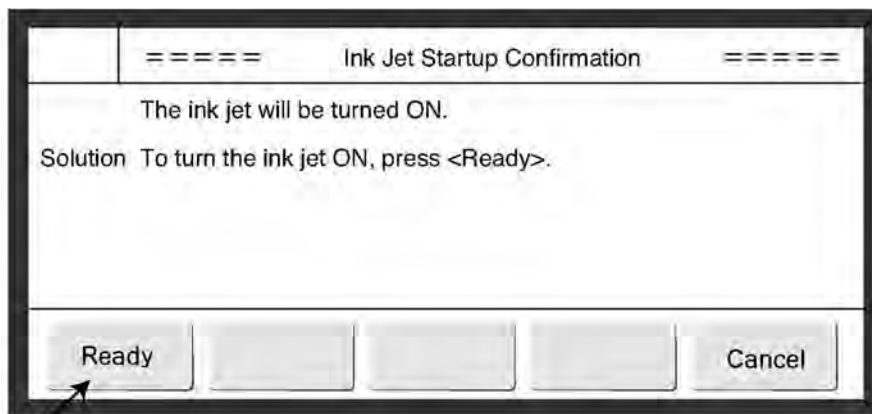 ===== Ink Jet Startup Confirmation =====
The ink jet will be turned ON.
Solution To turn the ink jet ON, press <Ready>.
Ready Cancel